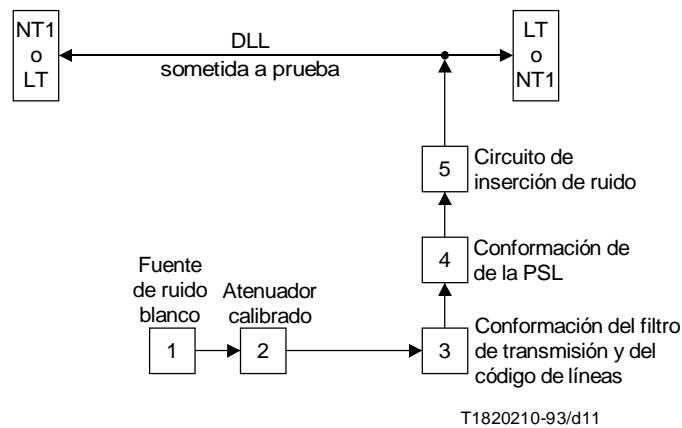 NT1
o
LT
DLL
sometida a prueba
LT
o
NT1
5
Circuito de
inserción de ruido
4
Conformación de
de la PSL
Fuente
de ruido
blanco
Atenuador
calibrado
1
2
3
Conformación del filtro
de transmisión y del
código de líneas
T1820210-93/d11